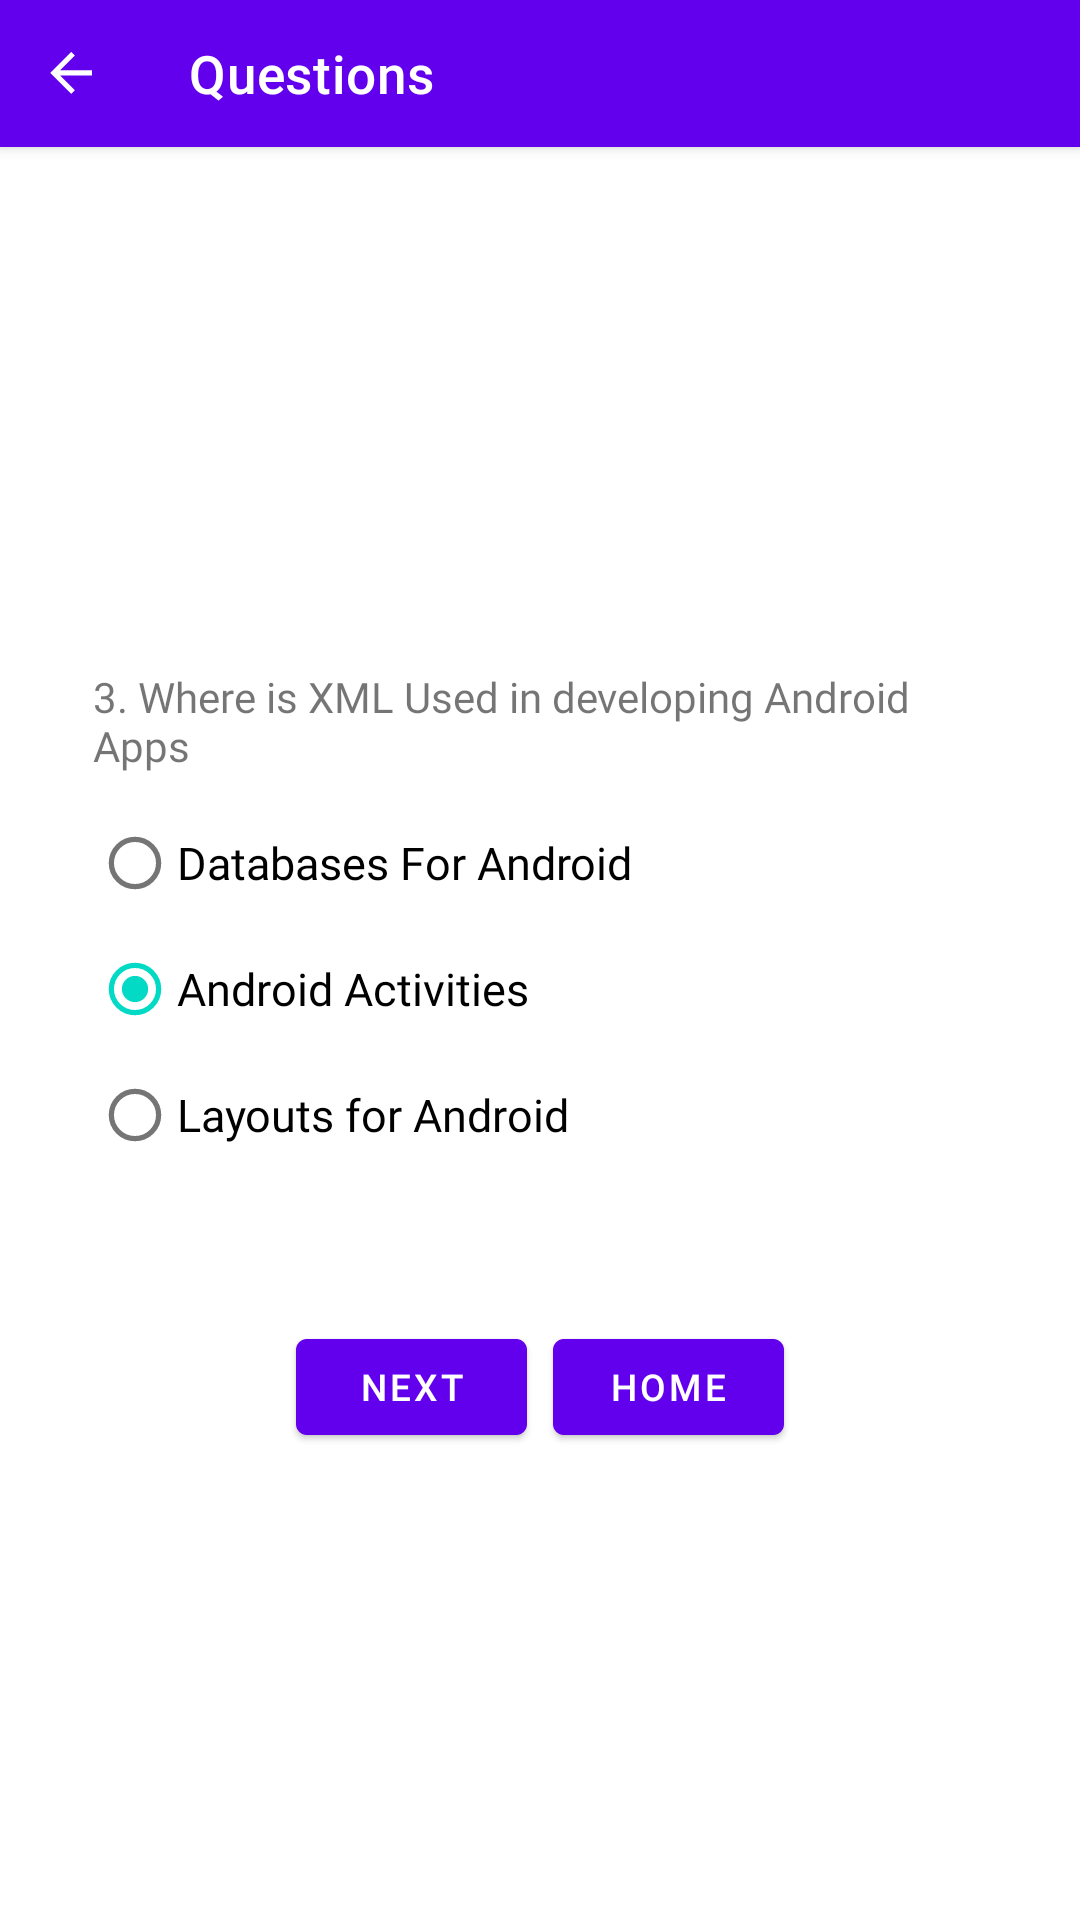 Questions
3. Where is XML Used in developing Android
Apps
Databases For Android
Android Activities
Layouts for Android
NEXT
HOME